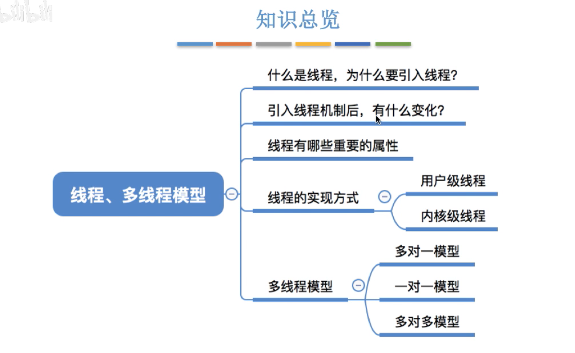 bilibili
知识总览
什么是线程，为什么要引入线程？
引入线程机制后，有什么变化？
线程有哪些重要的属性
线程、多线程模型
线程的实现方式
用户级线程
内核级线程
多线程模型
多对一模型
一对一模型
多对多模型